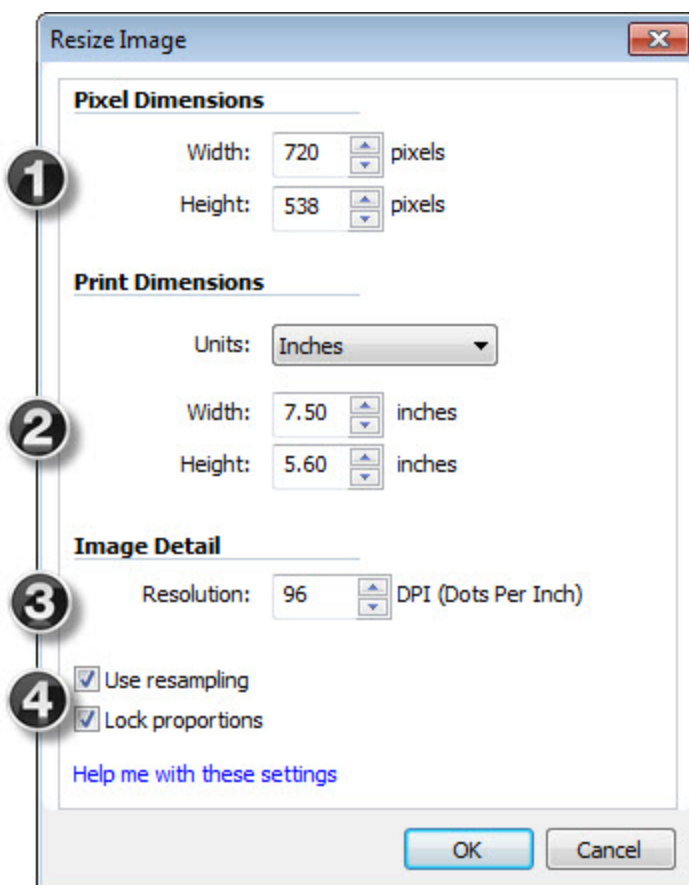 Resize Image
Pixel Dimensions
1
Width: 720 pixels
Height: 538 pixels
Print Dimensions
Units: Inches
2
Width: 7.50 inches
Height: 5.60 inches
Image Detail
3
Resolution: 96 DPI (Dots Per Inch)
4
Use resampling
Lock proportions
Help me with these settings
OK Cancel